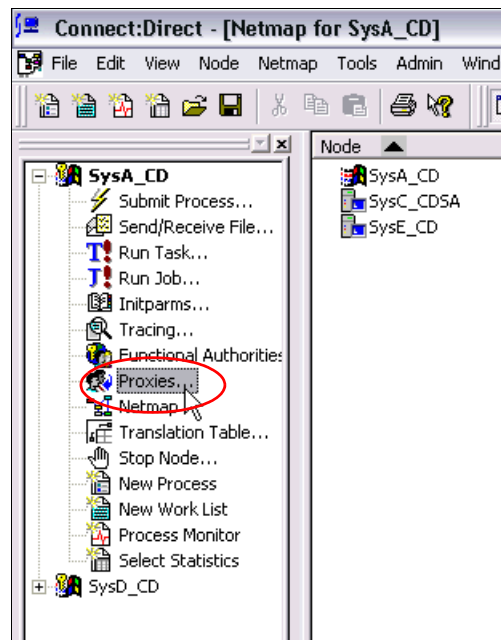 Connect:Direct - [Netmap for SysA_CD]
File Edit View Node Netmap Tools Admin Wind
Node
SysA_CD
SysA_CD
Submit Process...
SysC_CDSA
Send/Receive File...
SysE_CD
Run Task...
Run Job...
Initparms...
Tracing...
Functional Authorities
Proxies...
Netmap...
Translation Table...
Stop Node...
New Process
New Work List
Process Monitor
Select Statistics
SysD_CD